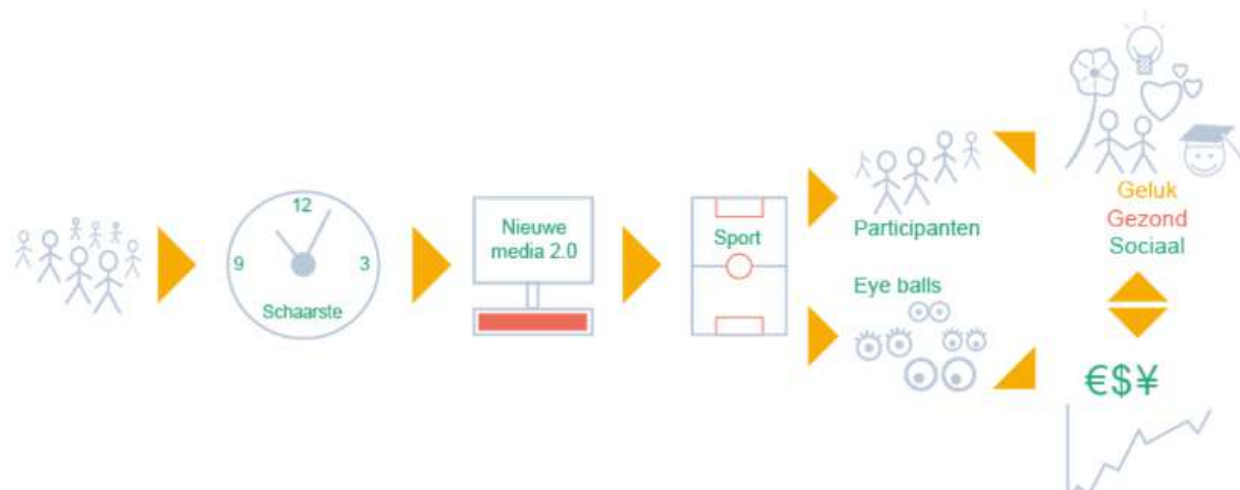 12
9
3
Schaarste
Nieuwe
media 2.0
Sport
Participanten
Eye balls
Geluk
Gezond
Sociaal
€$¥